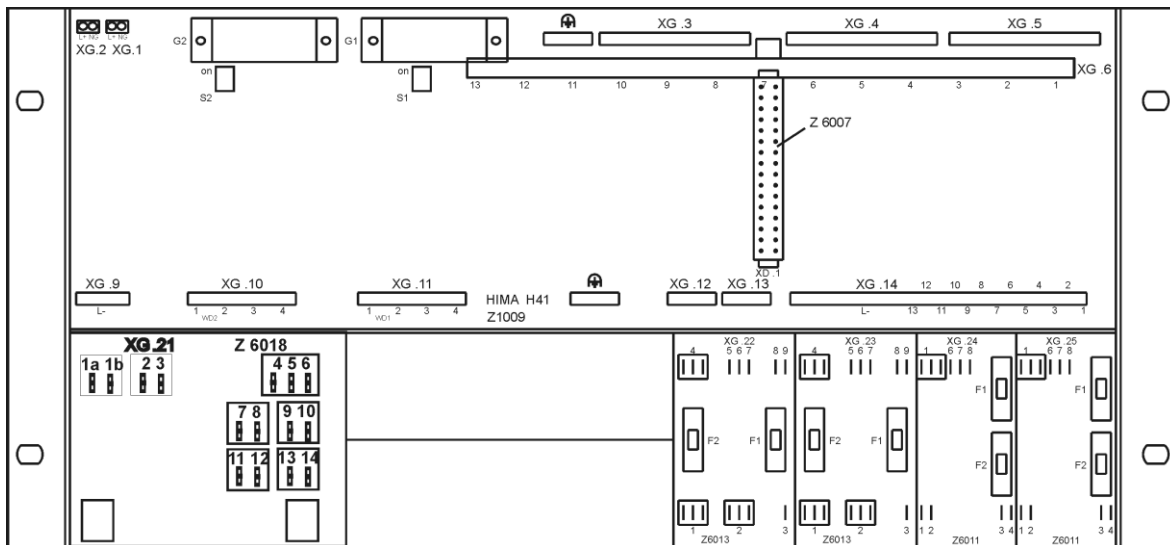 XG .3 XG .4 XG .5
L+ NG L+ NG
XG.2 XG.1
G2 G1
XG .6
on on
S2 S1
13 12 11 10 9 8 7 6 5 4 3 2 1
Z 6007
XD .1
XG .9 XG .10 XG .11 XG .12 XG .13 XG .14
12 10 8 6 4 2
HIMA H41
L- 1 2 3 4 1 2 3 4 L- 13 11 9 7 5 3 1
WD2 WD1
Z1009
XG.21 Z 6018
XG .22 XG .23 XG .24 XG .25
4 5 6 7 8 9 4 5 6 7 8 9 1 6 7 8 1 6 7 8
1a 1b 2 3 4 5 6
F1 F1
7 8 9 10
F2 F1 F2 F1
11 12 13 14
F2 F2
1 2 3 1 2 3 1 2 3 4 1 2 3 4
Z6013 Z6013 Z6011 Z6011